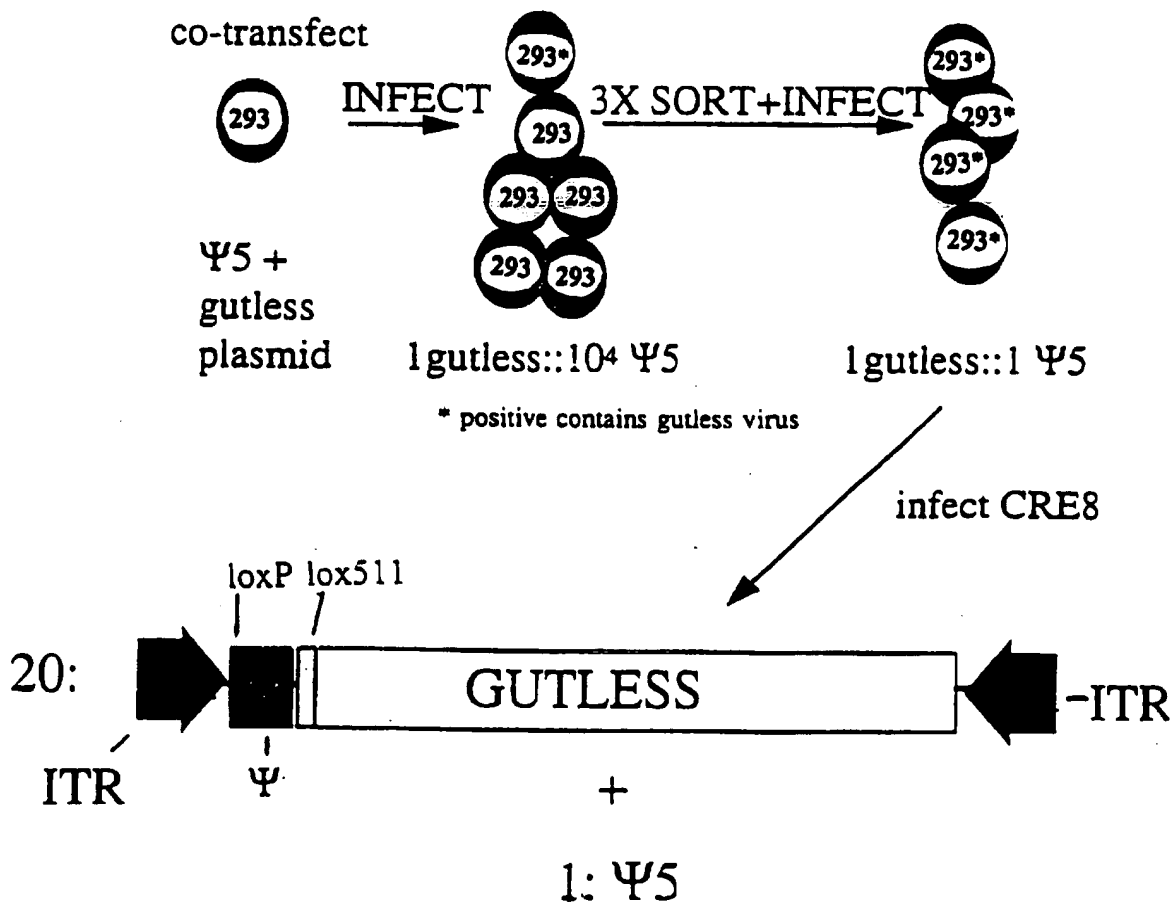 co-transfect
293
INFECT
293*
293
293
293
293
293
3X SORT+INFECT
293*
293*
293*
293*
Ψ5 +
gutless
plasmid
1gutless::10⁴ Ψ5
1gutless::1 Ψ5
* positive contains gutless virus
infect CRE8
loxP lox511
20:
GUTLESS
-ITR
ITR
Ψ
+
1: Ψ5